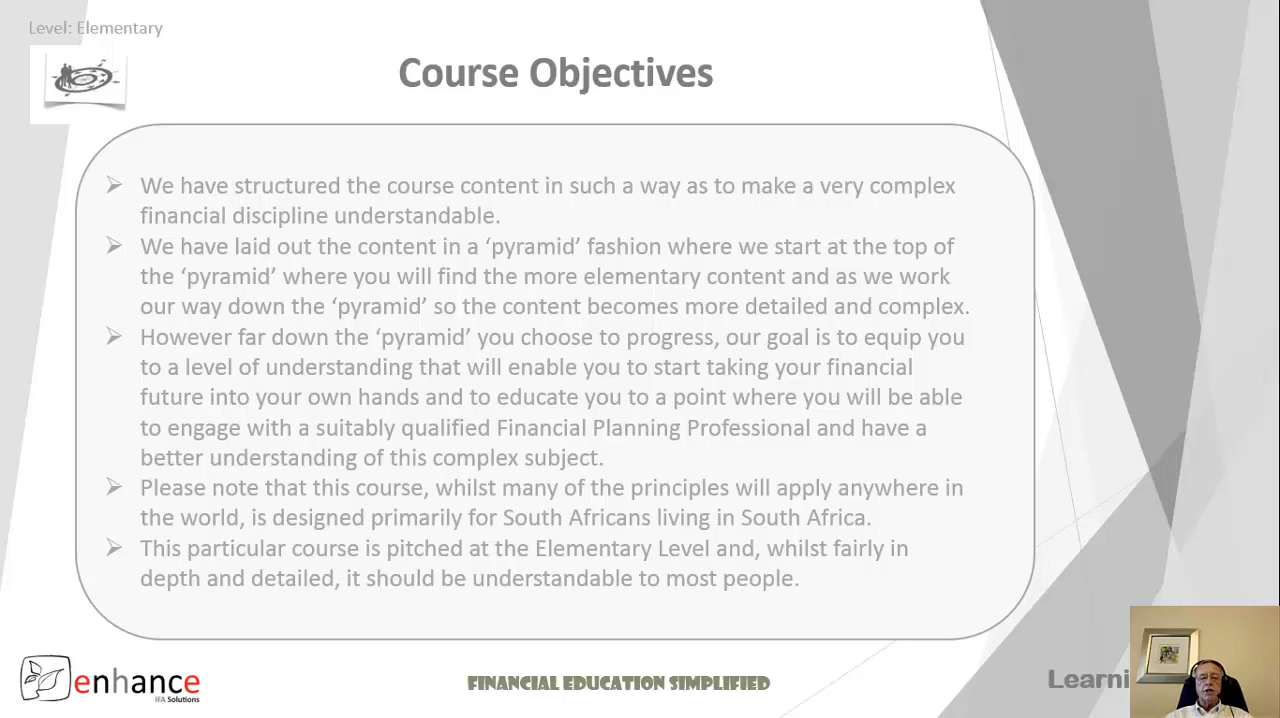 Level: Elementary
Course Objectives
➢ We have structured the course content in such a way as to make a very complex
financial discipline understandable.
➢ We have laid out the content in a ‘pyramid’ fashion where we start at the top of
the ‘pyramid’ where you will find the more elementary content and as we work
our way down the ‘pyramid’ so the content becomes more detailed and complex.
➢ However far down the ‘pyramid’ you choose to progress, our goal is to equip you
to a level of understanding that will enable you to start taking your financial
future into your own hands and to educate you to a point where you will be able
to engage with a suitably qualified Financial Planning Professional and have a
better understanding of this complex subject.
➢ Please note that this course, whilst many of the principles will apply anywhere in
the world, is designed primarily for South Africans living in South Africa.
➢ This particular course is pitched at the Elementary Level and, whilst fairly in
depth and detailed, it should be understandable to most people.
enhance
IFA Solutions
FINANCIAL EDUCATION SIMPLIFIED
Learni